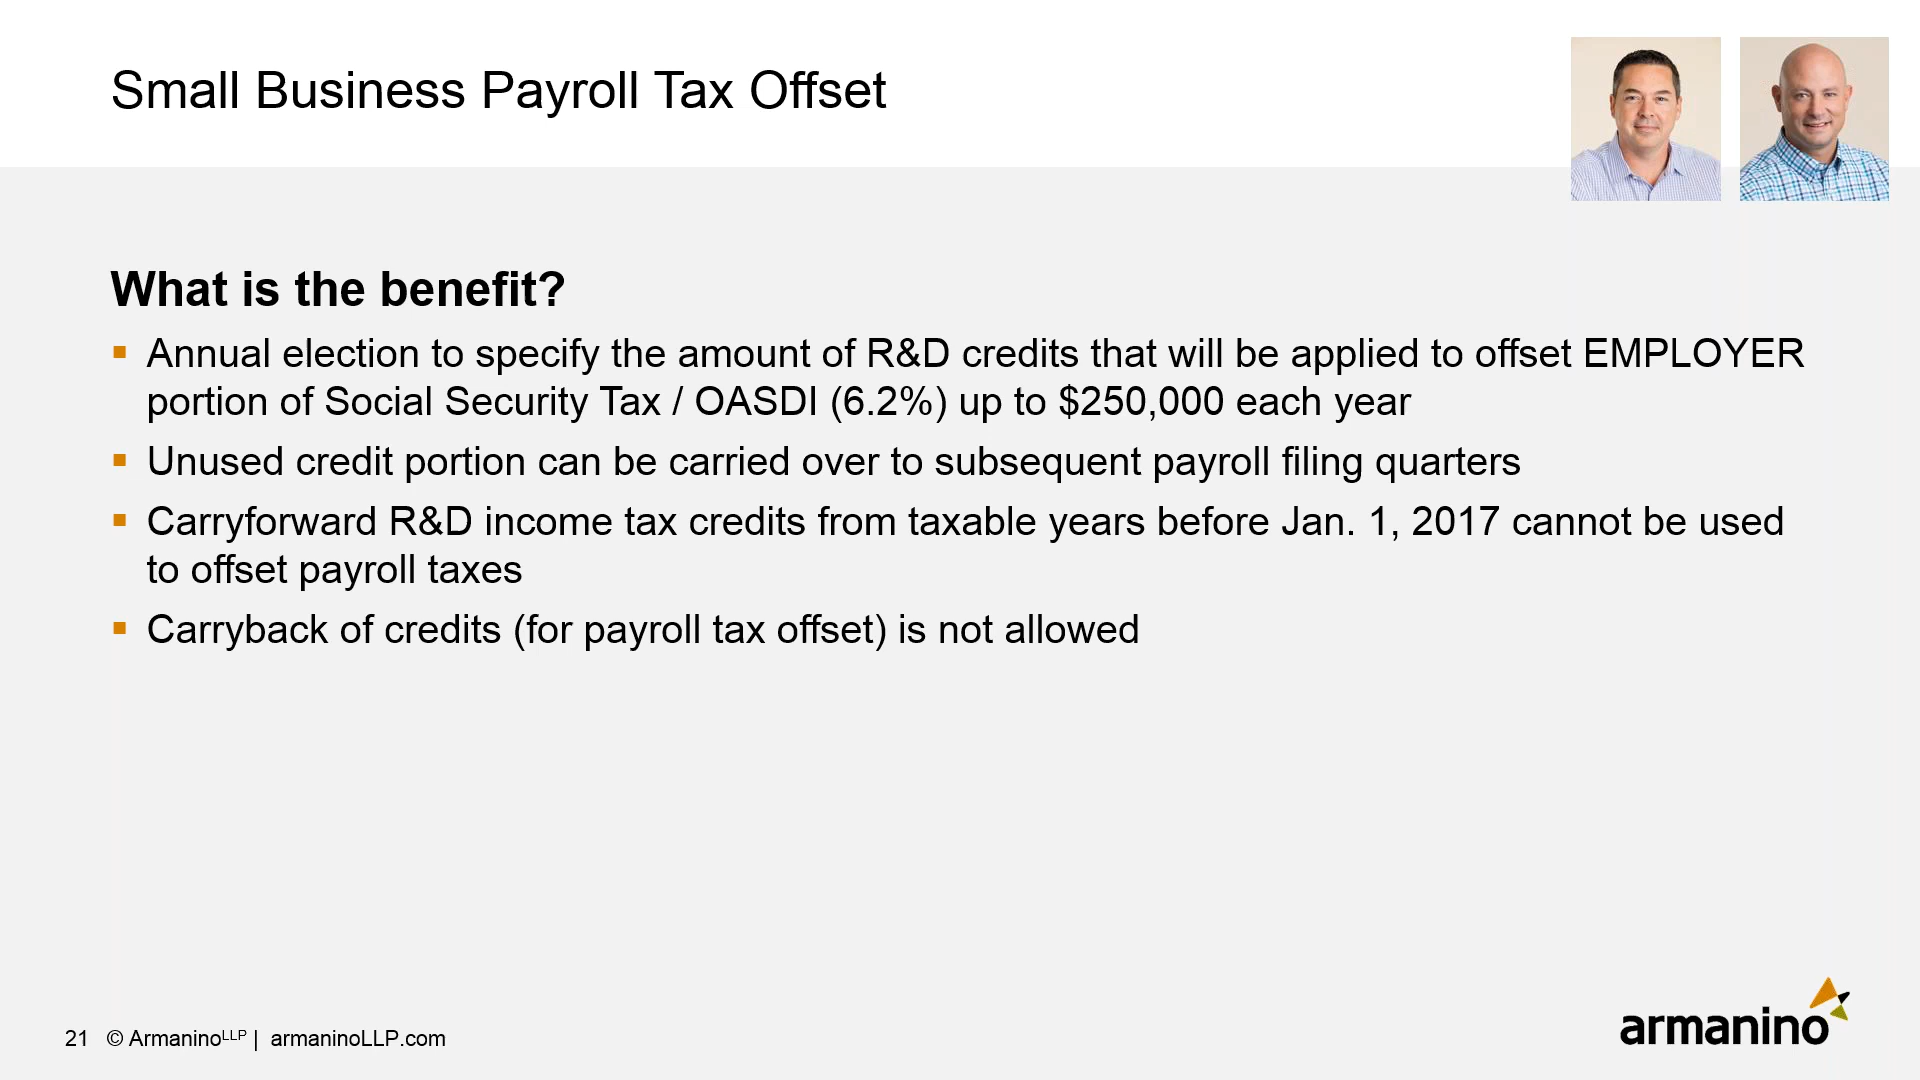 Small Business Payroll Tax Offset
What is the benefit?
▪ Annual election to specify the amount of R&D credits that will be applied to offset EMPLOYER
portion of Social Security Tax / OASDI (6.2%) up to $250,000 each year
▪ Unused credit portion can be carried over to subsequent payroll filing quarters
▪ Carryforward R&D income tax credits from taxable years before Jan. 1, 2017 cannot be used
to offset payroll taxes
▪ Carryback of credits (for payroll tax offset) is not allowed
21 © ArmaninoLLP | armaninoLLP.com
armanino